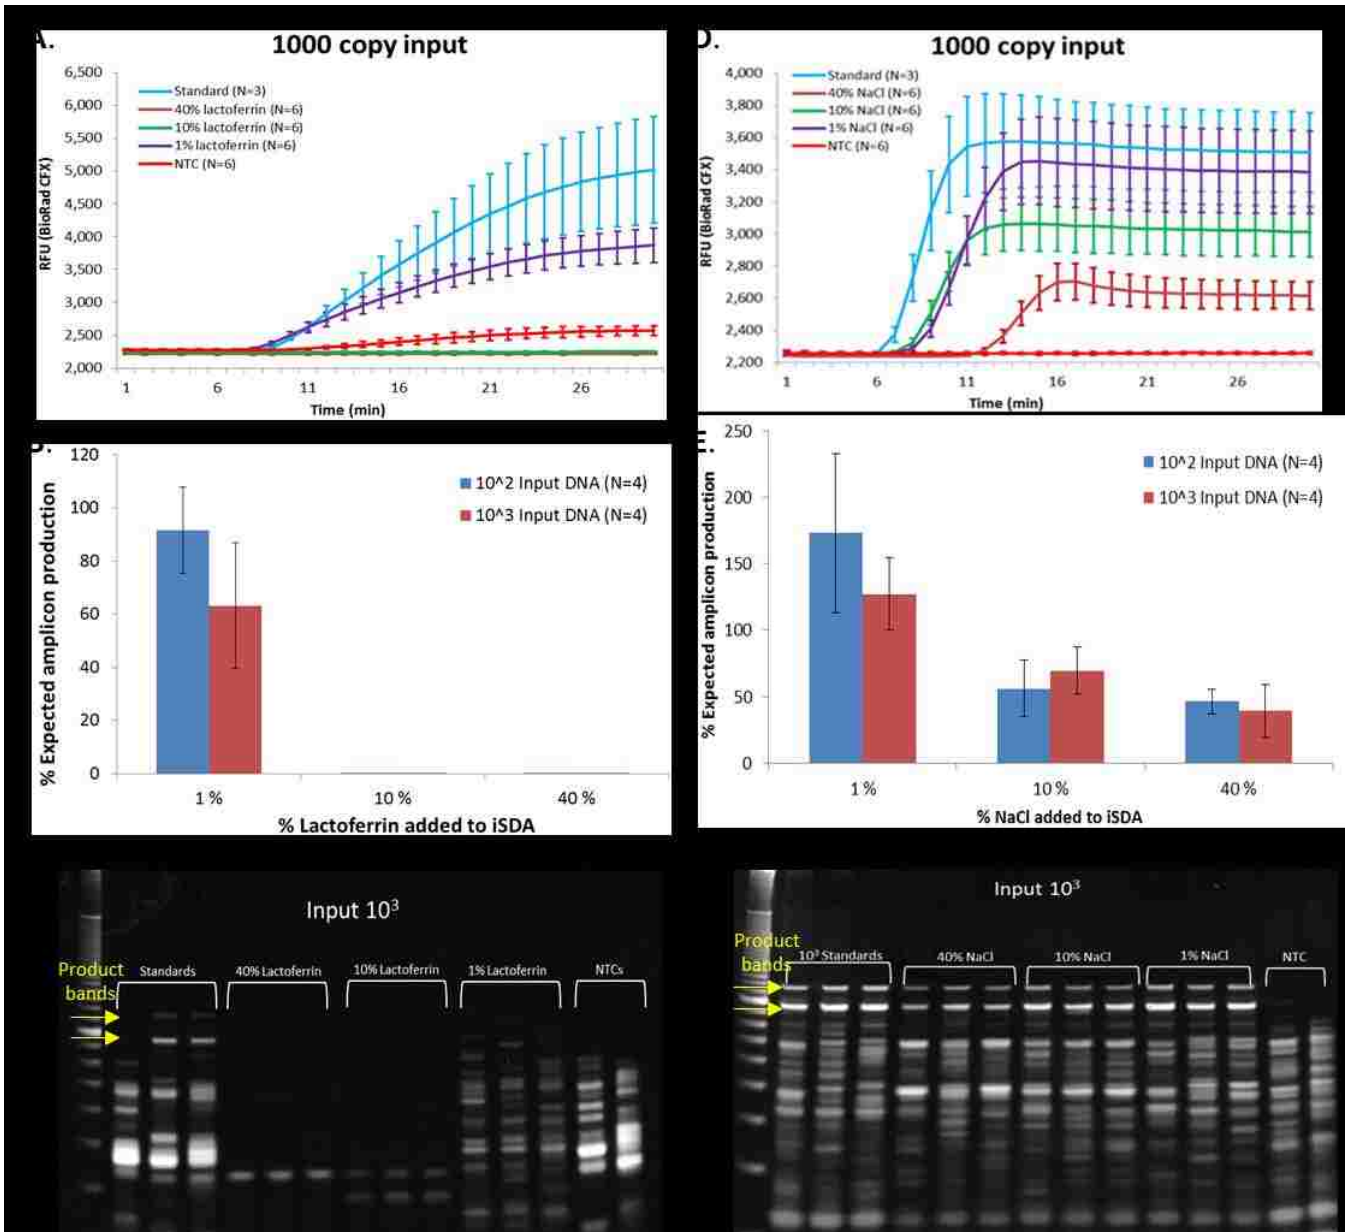 A.
1000 copy input
6,500
6,000
5,500
5,000
4,500
4,000
3,500
3,000
2,500
2,000
RFU (BioRad CFX)
Standard (N=3)
40% lactoferrin (N=6)
10% lactoferrin (N=6)
1% lactoferrin (N=6)
NTC (N=6)
1 6 11 16 21 26
Time (min)
D.
1000 copy input
4,000
3,800
3,600
3,400
3,200
3,000
2,800
2,600
2,400
2,200
RFU (BioRad CFX)
Standard (N=3)
40% NaCl (N=6)
10% NaCl (N=6)
1% NaCl (N=6)
NTC (N=6)
1 6 11 16 21 26
Time (min)
B.
120
100
80
60
40
20
0
% Expected amplicon production
10^2 Input DNA (N=4)
10^3 Input DNA (N=4)
1 % 10 % 40 %
% Lactoferrin added to iSDA
E.
250
200
150
100
50
0
% Expected amplicon production
10^2 Input DNA (N=4)
10^3 Input DNA (N=4)
1 % 10 % 40 %
% NaCl added to iSDA
Input 10³
Product
bands
Standards 40% Lactoferrin 10% Lactoferrin 1% Lactoferrin NTCs
Input 10³
Product
bands
10³ Standards 40% NaCl 10% NaCl 1% NaCl NTC